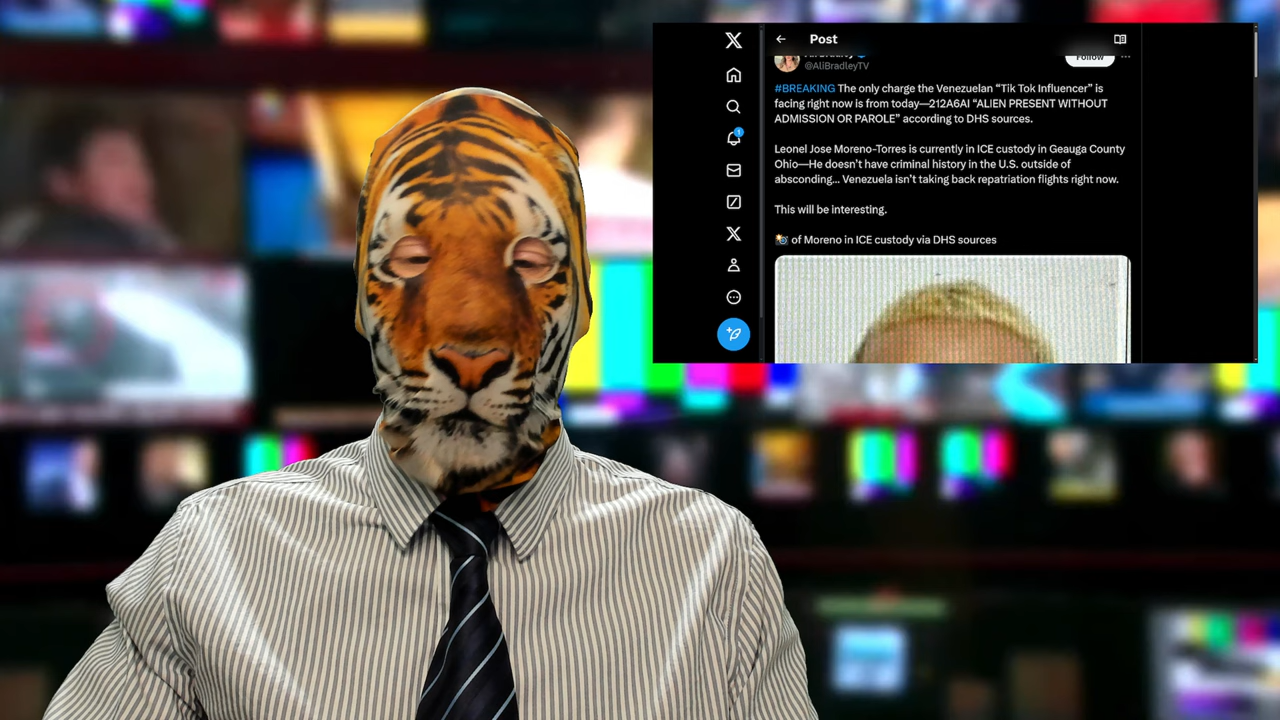 Post
@AliBradleyTV
Follow
#BREAKING The only charge the Venezuelan “Tik Tok Influencer” is
facing right now is from today—212A6AI “ALIEN PRESENT WITHOUT
ADMISSION OR PAROLE” according to DHS sources.
Leonel Jose Moreno-Torres is currently in ICE custody in Geauga County
Ohio—He doesn’t have criminal history in the U.S. outside of
absconding... Venezuela isn’t taking back repatriation flights right now.
This will be interesting.
of Moreno in ICE custody via DHS sources